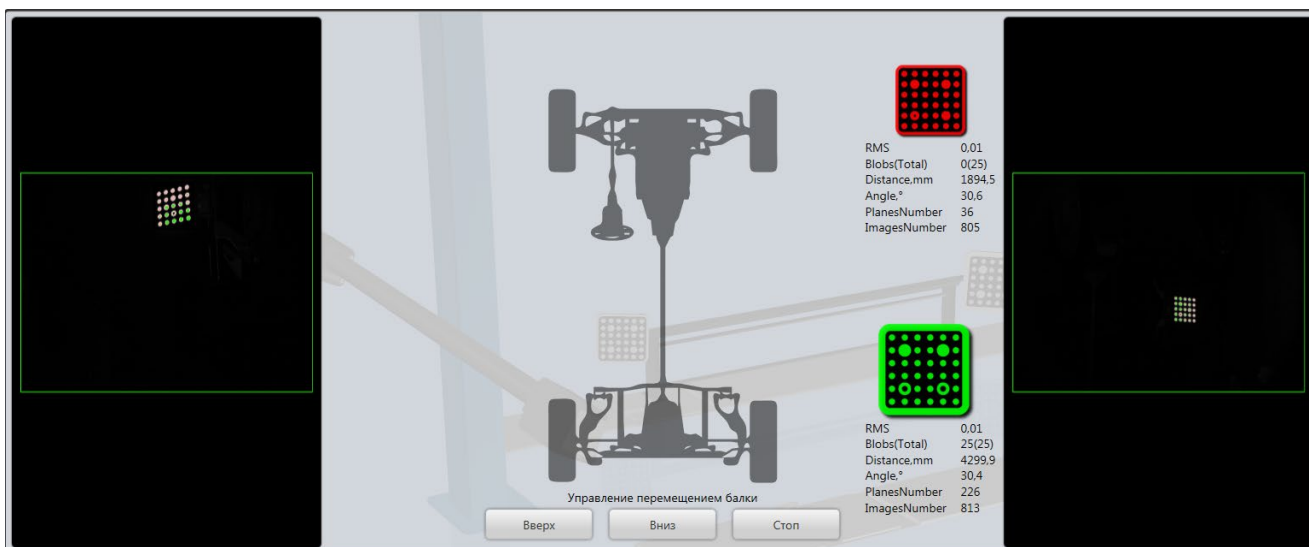 RMS 0,01
Blobs(Total) 0(25)
Distance,mm 1894,5
Angle,° 30,6
PlanesNumber 36
ImagesNumber 805
RMS 0,01
Blobs(Total) 25(25)
Distance,mm 4299,9
Angle,° 30,4
PlanesNumber 226
ImagesNumber 813
Управление перемещением балки
Вверх Вниз Стоп